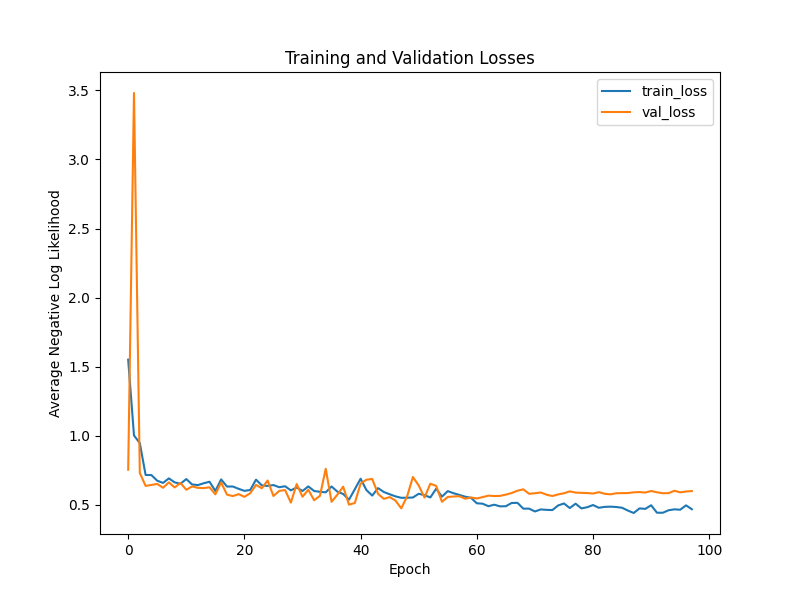 Training and Validation Losses
train_loss
val_loss
3.5
3.0
2.5
2.0
1.5
1.0
0.5
Average Negative Log Likelihood
0
20
40
60
80
100
Epoch